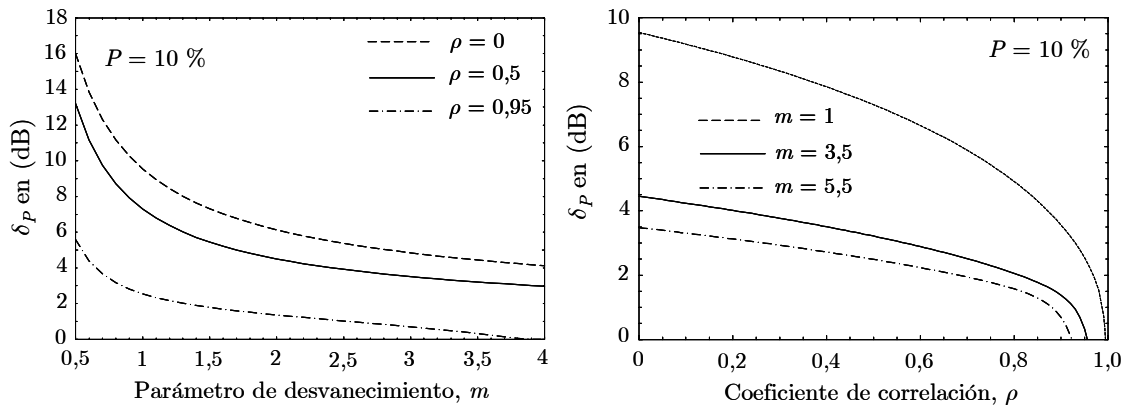 18
16
14
12
10
8
6
4
2
0
δ_P en (dB)
P = 10 %
ρ = 0
ρ = 0,5
ρ = 0,95
0,5 1 1,5 2 2,5 3 3,5 4
Parámetro de desvanecimiento, m
10
8
6
4
2
0
δ_P en (dB)
P = 10 %
m = 1
m = 3,5
m = 5,5
0 0,2 0,4 0,6 0,8 1,0
Coeficiente de correlación, ρ